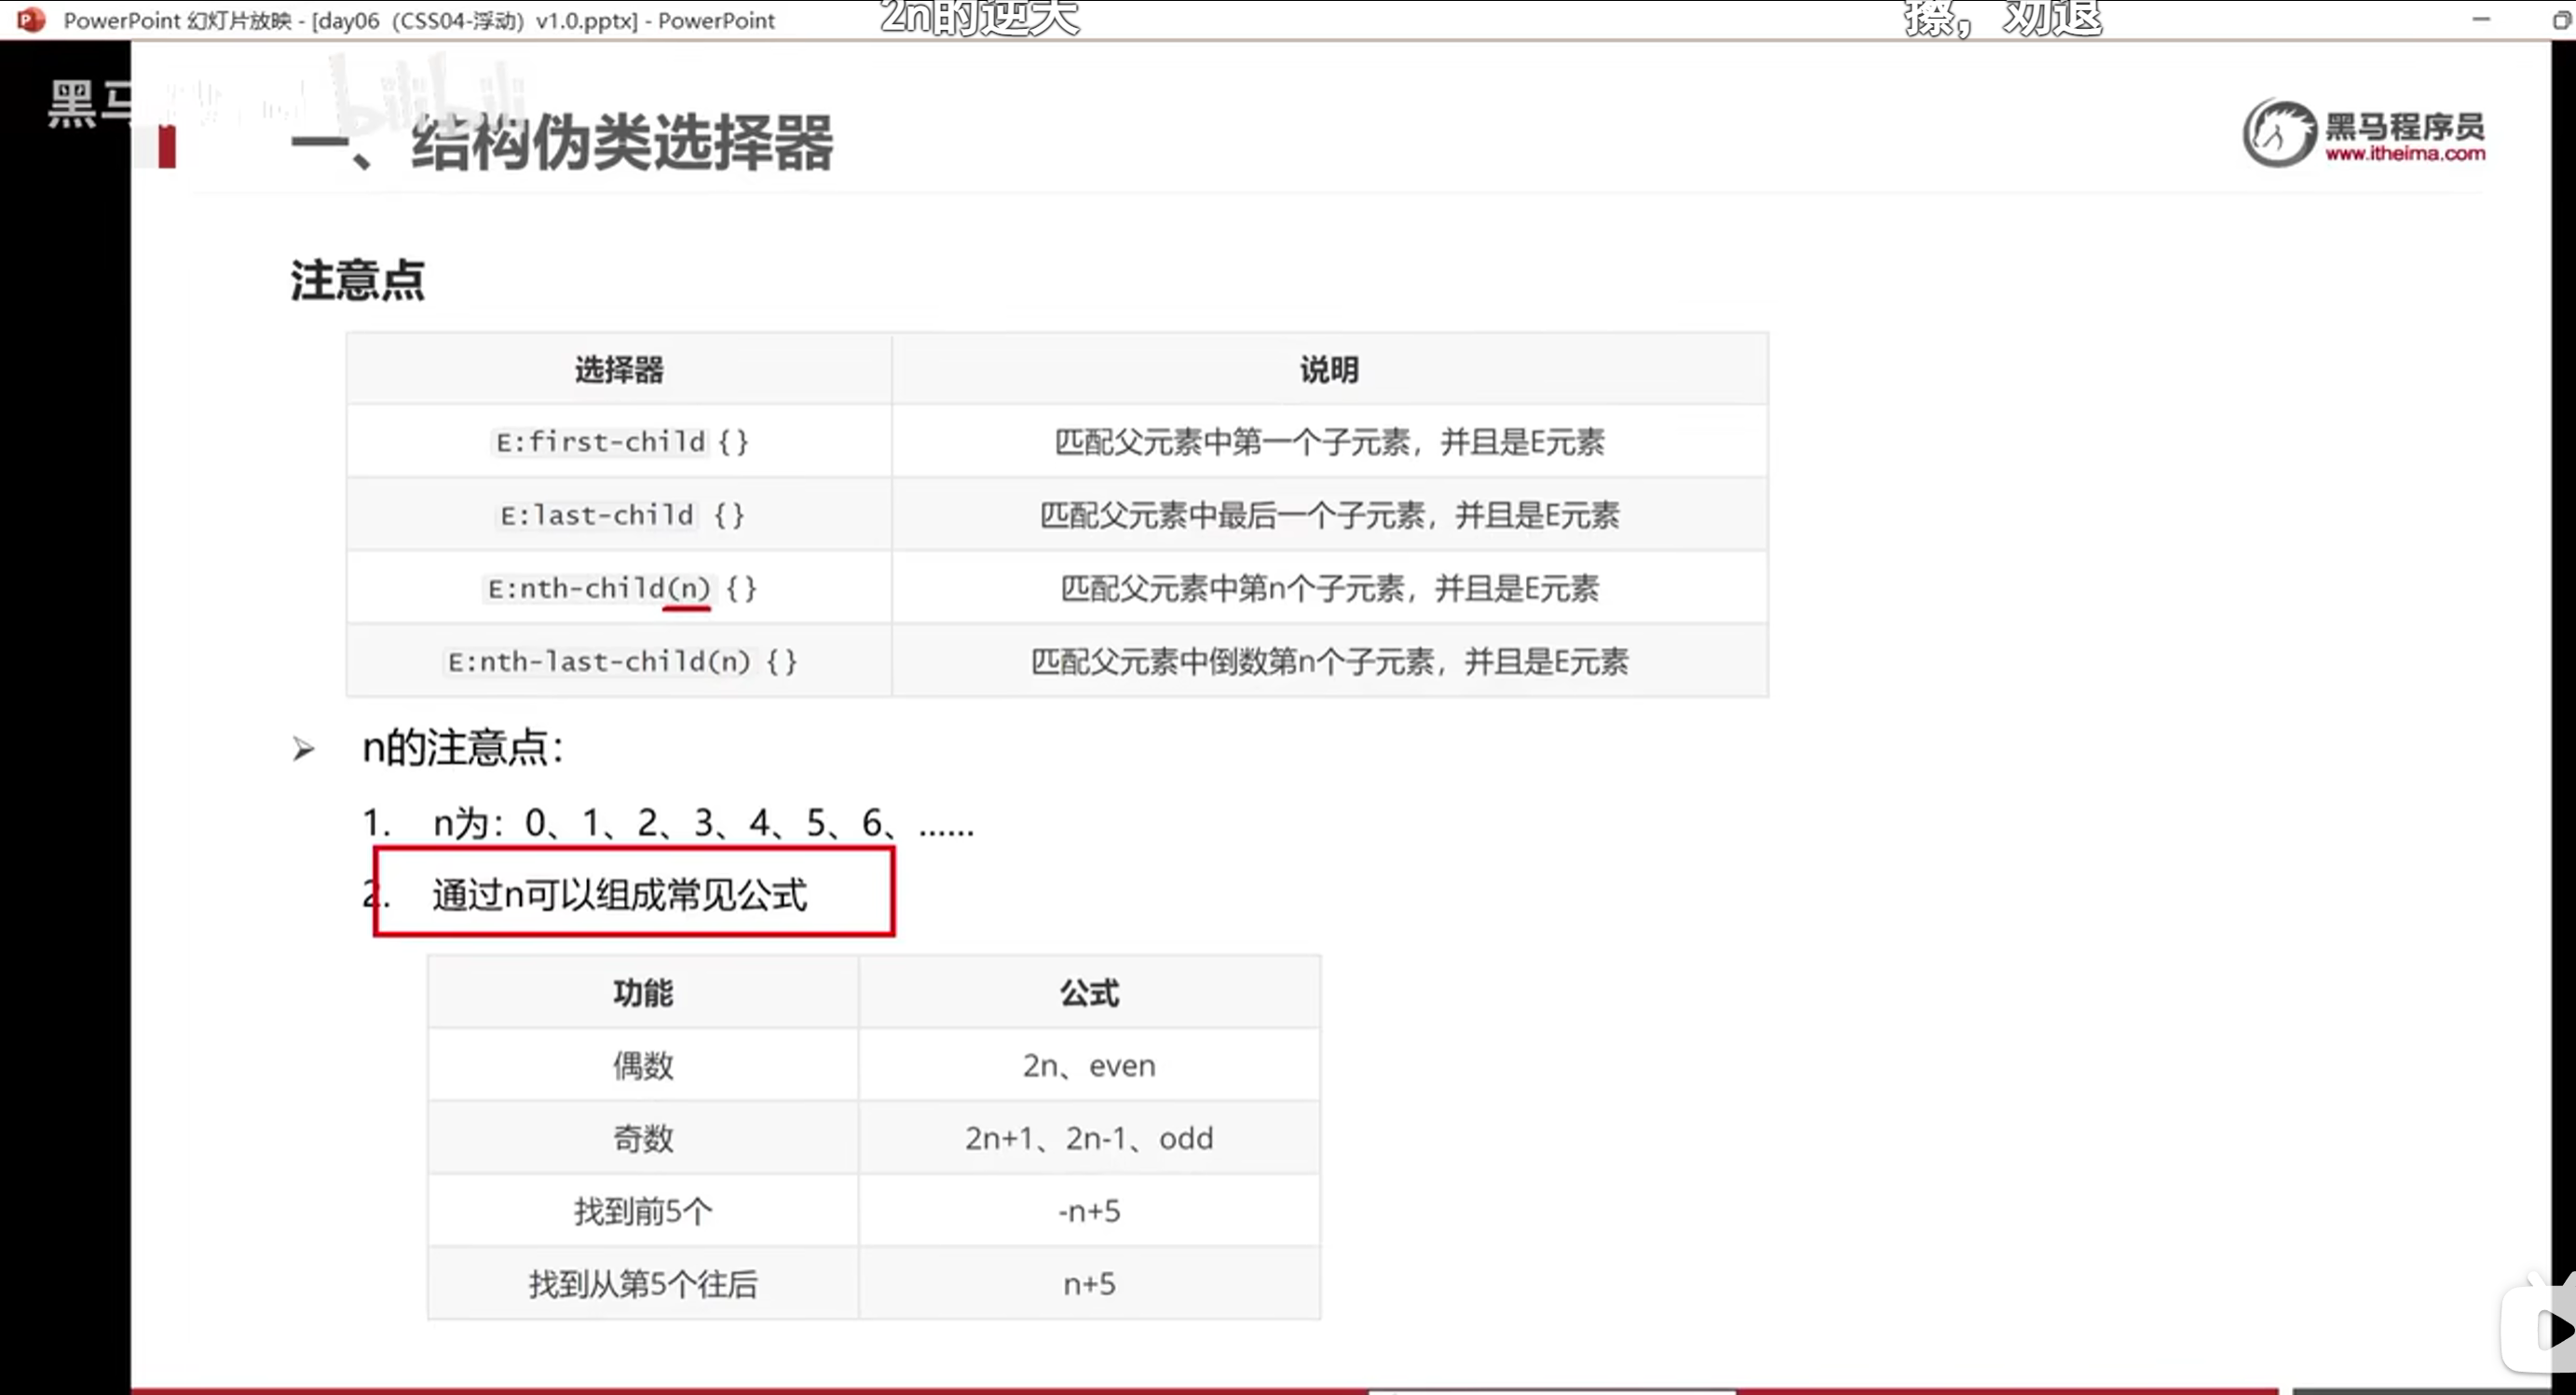 PowerPoint 幻灯片放映 - [day06（CSS04-浮动）v1.0.pptx] - PowerPoint
2n的逆天
擦，劝退
黑马
bilibili
一、结构伪类选择器
黑马程序员
www.itheima.com
注意点
选择器 说明
E:first-child {} 匹配父元素中第一个子元素，并且是E元素
E:last-child {} 匹配父元素中最后一个子元素，并且是E元素
E:nth-child(n) {} 匹配父元素中第n个子元素，并且是E元素
E:nth-last-child(n) {} 匹配父元素中倒数第n个子元素，并且是E元素
➢ n的注意点：
1. n为：0、1、2、3、4、5、6、……
2. 通过n可以组成常见公式
功能 公式
偶数 2n、even
奇数 2n+1、2n-1、odd
找到前5个 -n+5
找到从第5个往后 n+5